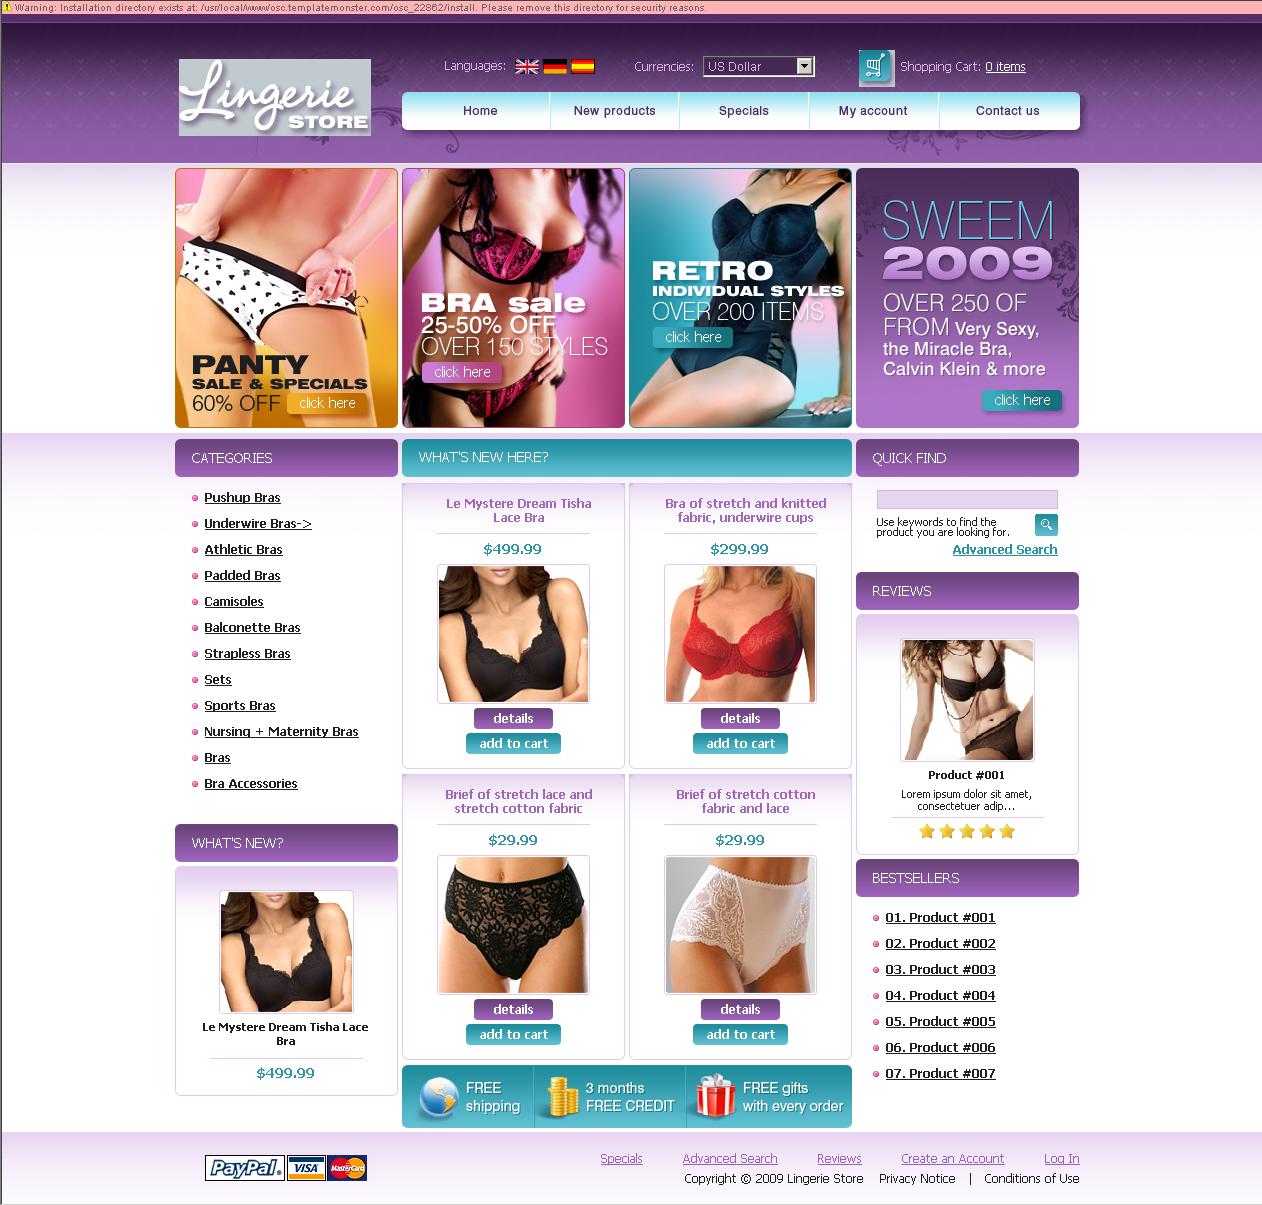 Warning: Installation directory exists at: /usr/local/www/osc.templatemonster.com/osc_22862/install. Please remove this directory for security reasons.
Lingerie
STORE
Languages:
Currencies:
US Dollar
Shopping Cart: 0 items
Home
New products
Specials
My account
Contact us
PANTY
SALE & SPECIALS
60% OFF
click here
BRA sale
25-50% OFF
OVER 150 STYLES
click here
RETRO
INDIVIDUAL STYLES
OVER 200 ITEMS
click here
SWEEM
2009
OVER 250 OF
FROM Very Sexy,
the Miracle Bra,
Calvin Klein & more
click here
CATEGORIES
Pushup Bras
Underwire Bras->
Athletic Bras
Padded Bras
Camisoles
Balconette Bras
Strapless Bras
Sets
Sports Bras
Nursing + Maternity Bras
Bras
Bra Accessories
WHAT'S NEW?
Le Mystere Dream Tisha Lace
Bra
$499.99
WHAT'S NEW HERE?
Le Mystere Dream Tisha
Lace Bra
$499.99
details
add to cart
Bra of stretch and knitted
fabric, underwire cups
$299.99
details
add to cart
Brief of stretch lace and
stretch cotton fabric
$29.99
details
add to cart
Brief of stretch cotton
fabric and lace
$29.99
details
add to cart
FREE
shipping
3 months
FREE CREDIT
FREE gifts
with every order
QUICK FIND
Use keywords to find the
product you are looking for.
Advanced Search
REVIEWS
Product #001
Lorem ipsum dolor sit amet,
consectetuer adip...
BESTSELLERS
01. Product #001
02. Product #002
03. Product #003
04. Product #004
05. Product #005
06. Product #006
07. Product #007
PayPal
VISA
MasterCard
Specials
Advanced Search
Reviews
Create an Account
Log In
Copyright © 2009 Lingerie Store
Privacy Notice | Conditions of Use